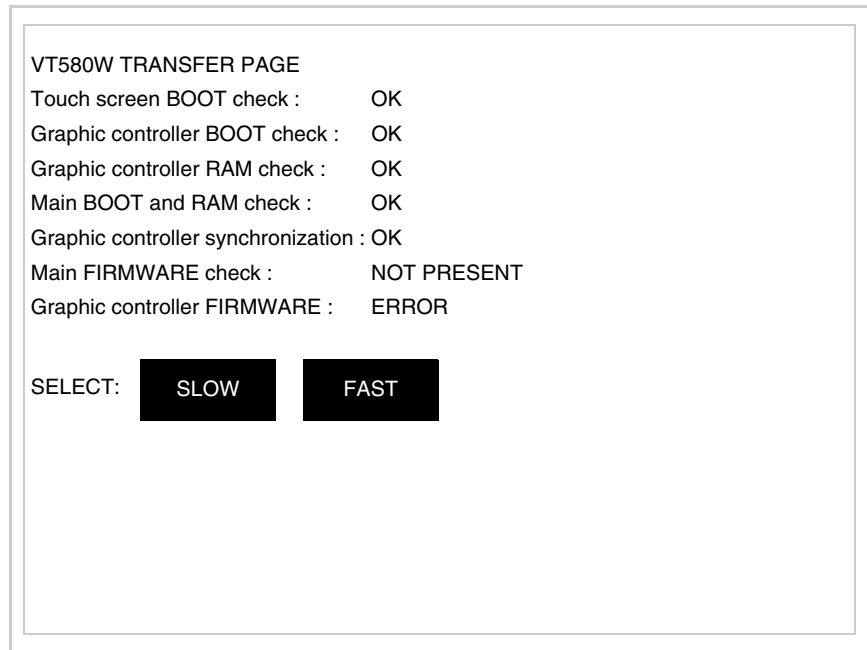 VT580W TRANSFER PAGE
Touch screen BOOT check : OK
Graphic controller BOOT check : OK
Graphic controller RAM check : OK
Main BOOT and RAM check : OK
Graphic controller synchronization : OK
Main FIRMWARE check : NOT PRESENT
Graphic controller FIRMWARE : ERROR
SELECT: SLOW FAST